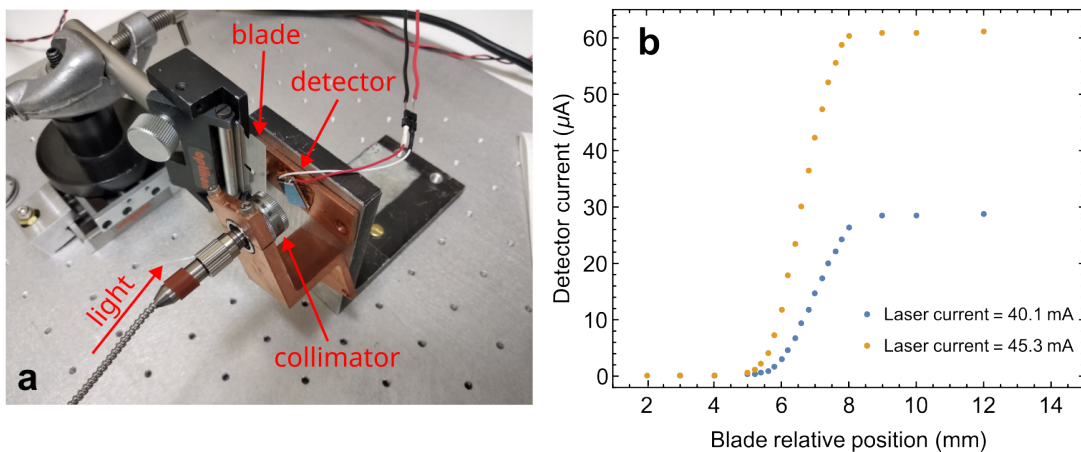 blade
detector
light
collimator
a
b
Detector current (μA)
60
50
40
30
20
10
0
Laser current = 40.1 mA
Laser current = 45.3 mA
2
4
6
8
10
12
14
Blade relative position (mm)